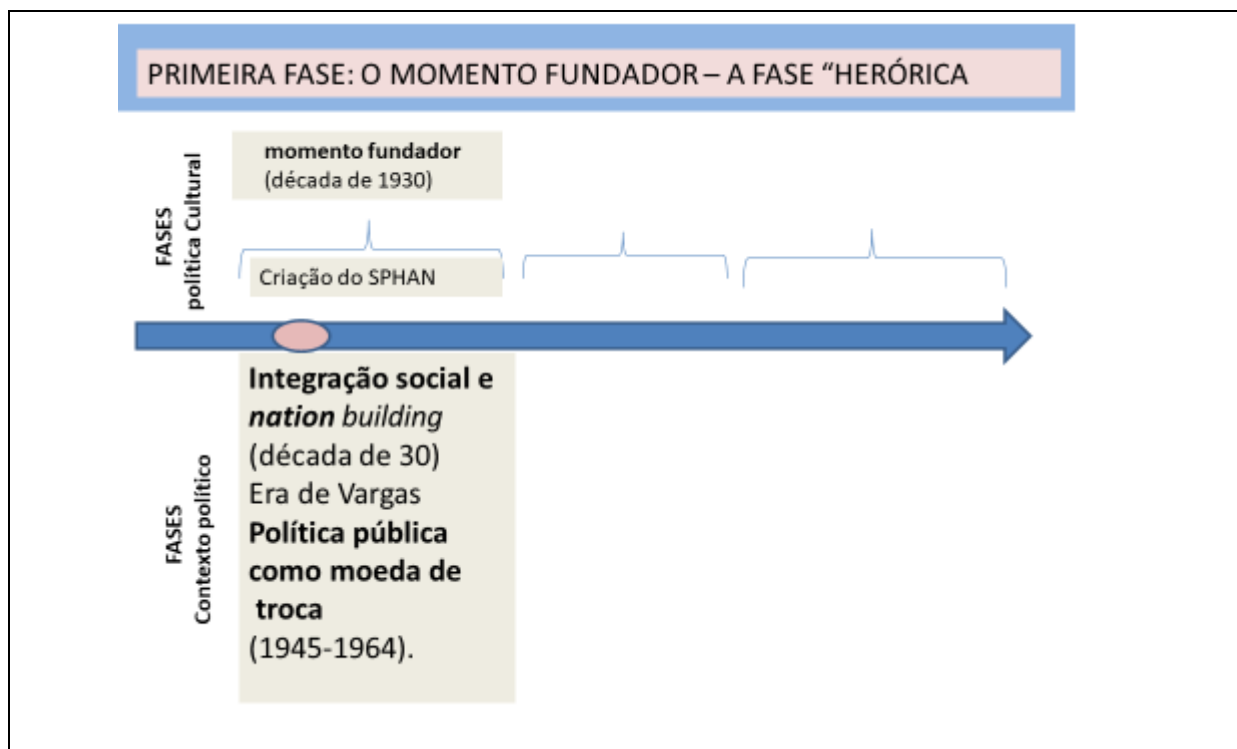 PRIMEIRA FASE: O MOMENTO FUNDADOR – A FASE “HERÓRICA
FASES
política Cultural
momento fundador
(década de 1930)
Criação do SPHAN
FASES
Contexto político
Integração social e
nation building
(década de 30)
Era de Vargas
Política pública
como moeda de
troca
(1945-1964).